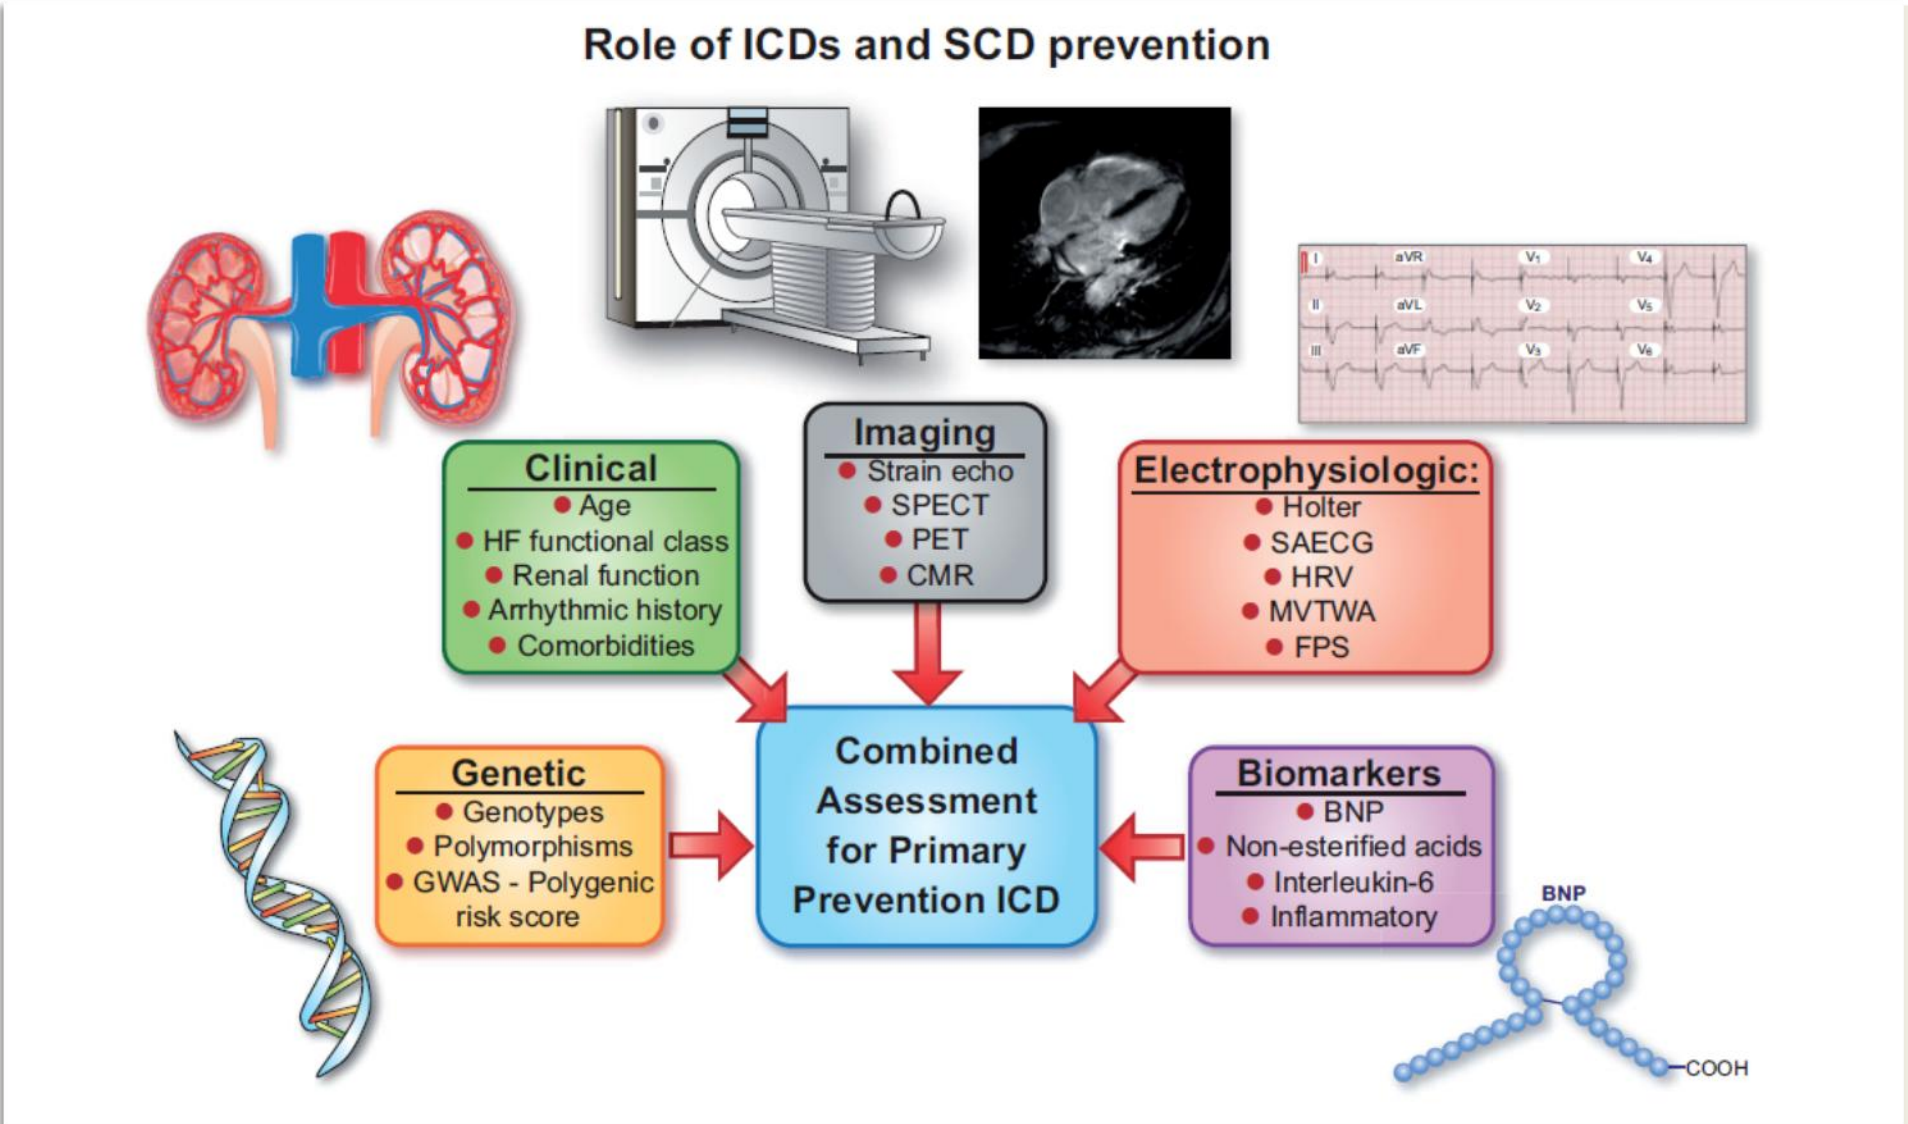 Role of ICDs and SCD prevention
I
aVR
V1
V4
II
aVL
V2
V5
III
aVF
V3
V6
Clinical
Age
HF functional class
Renal function
Arrhythmic history
Comorbidities
Imaging
Strain echo
SPECT
PET
CMR
Electrophysiologic:
Holter
SAECG
HRV
MVTWA
FPS
Genetic
Genotypes
Polymorphisms
GWAS - Polygenic
risk score
Combined
Assessment
for Primary
Prevention ICD
Biomarkers
BNP
Non-esterified acids
Interleukin-6
Inflammatory
BNP
COOH